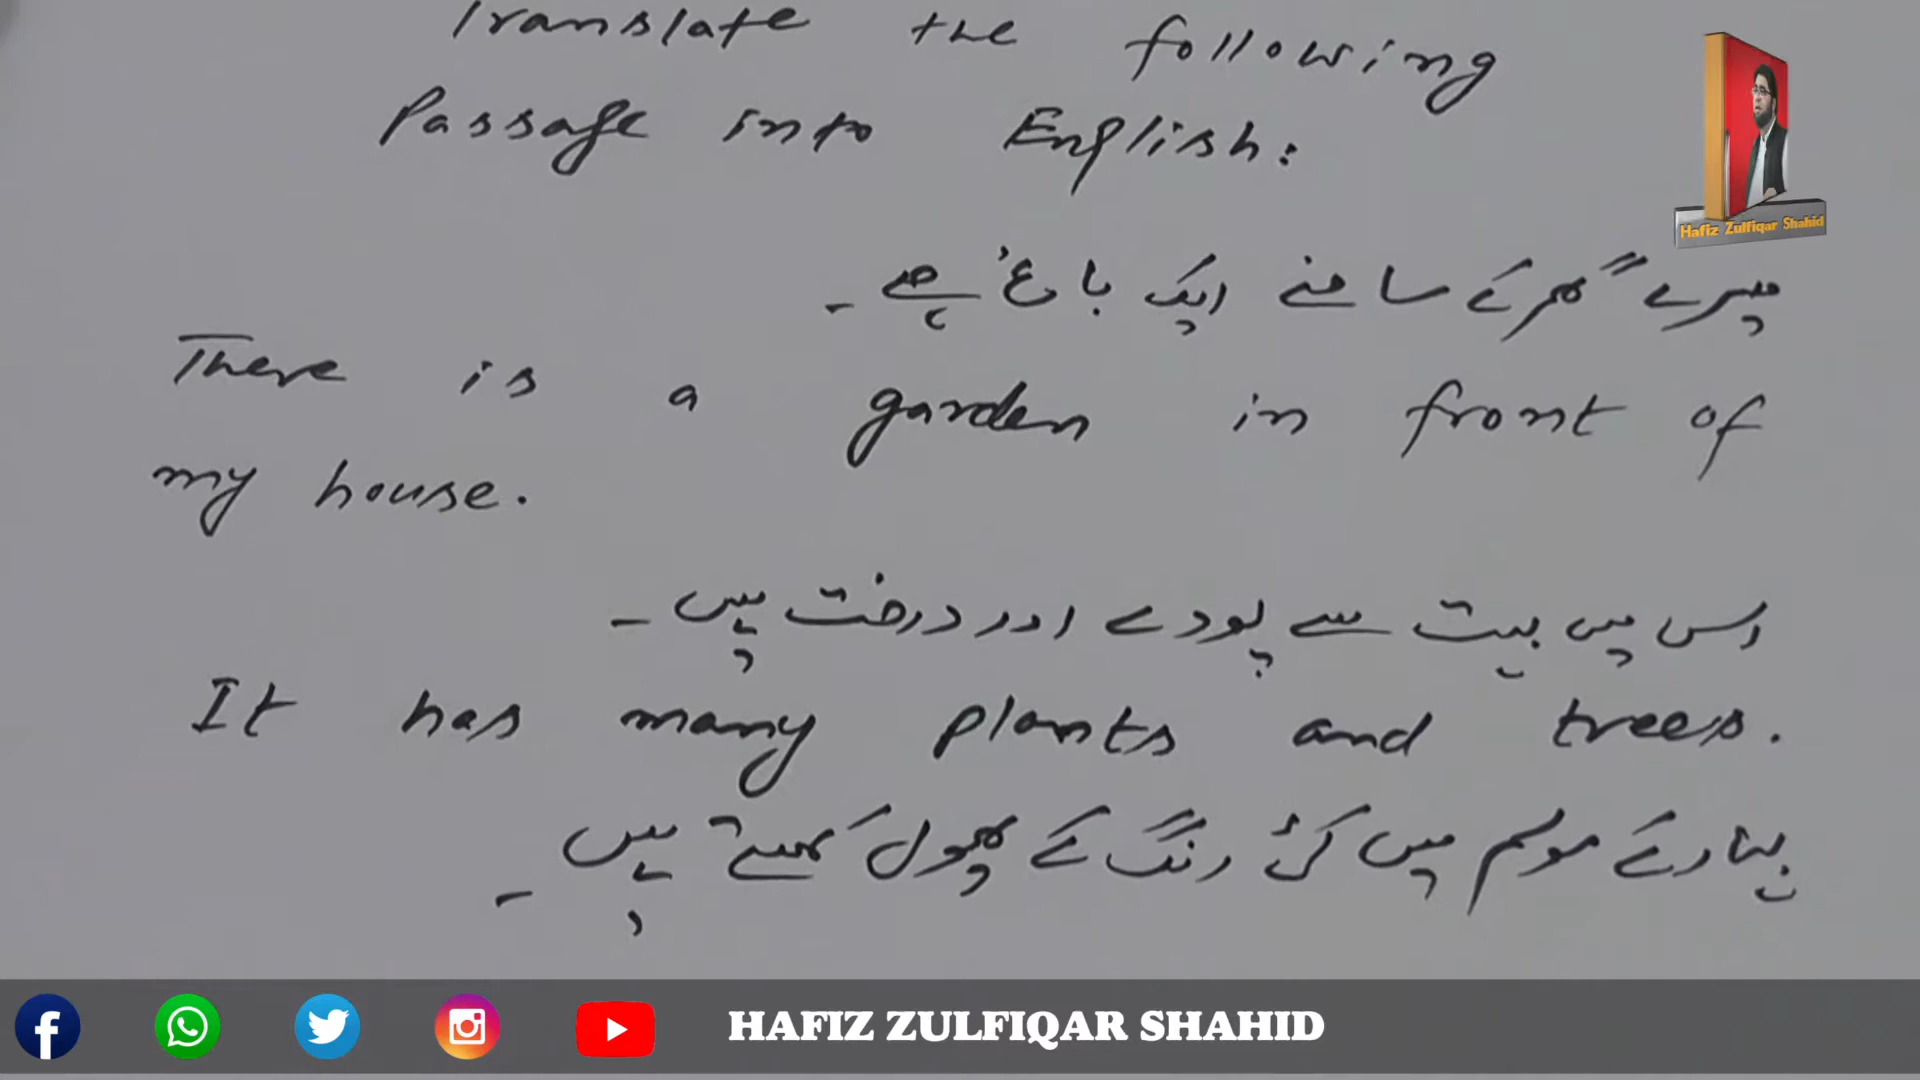 Translate the following
Passage into English:
Hafiz Zulfiqar Shahid
میرے گھر کے سامنے ایک باغ ہے۔
There is a garden in front of
my house.
اس میں بہت سے پودے اور درخت ہیں۔
It has many plants and trees.
بہار کے موسم میں کئی رنگ کے پھول کھلتے ہیں۔
HAFIZ ZULFIQAR SHAHID